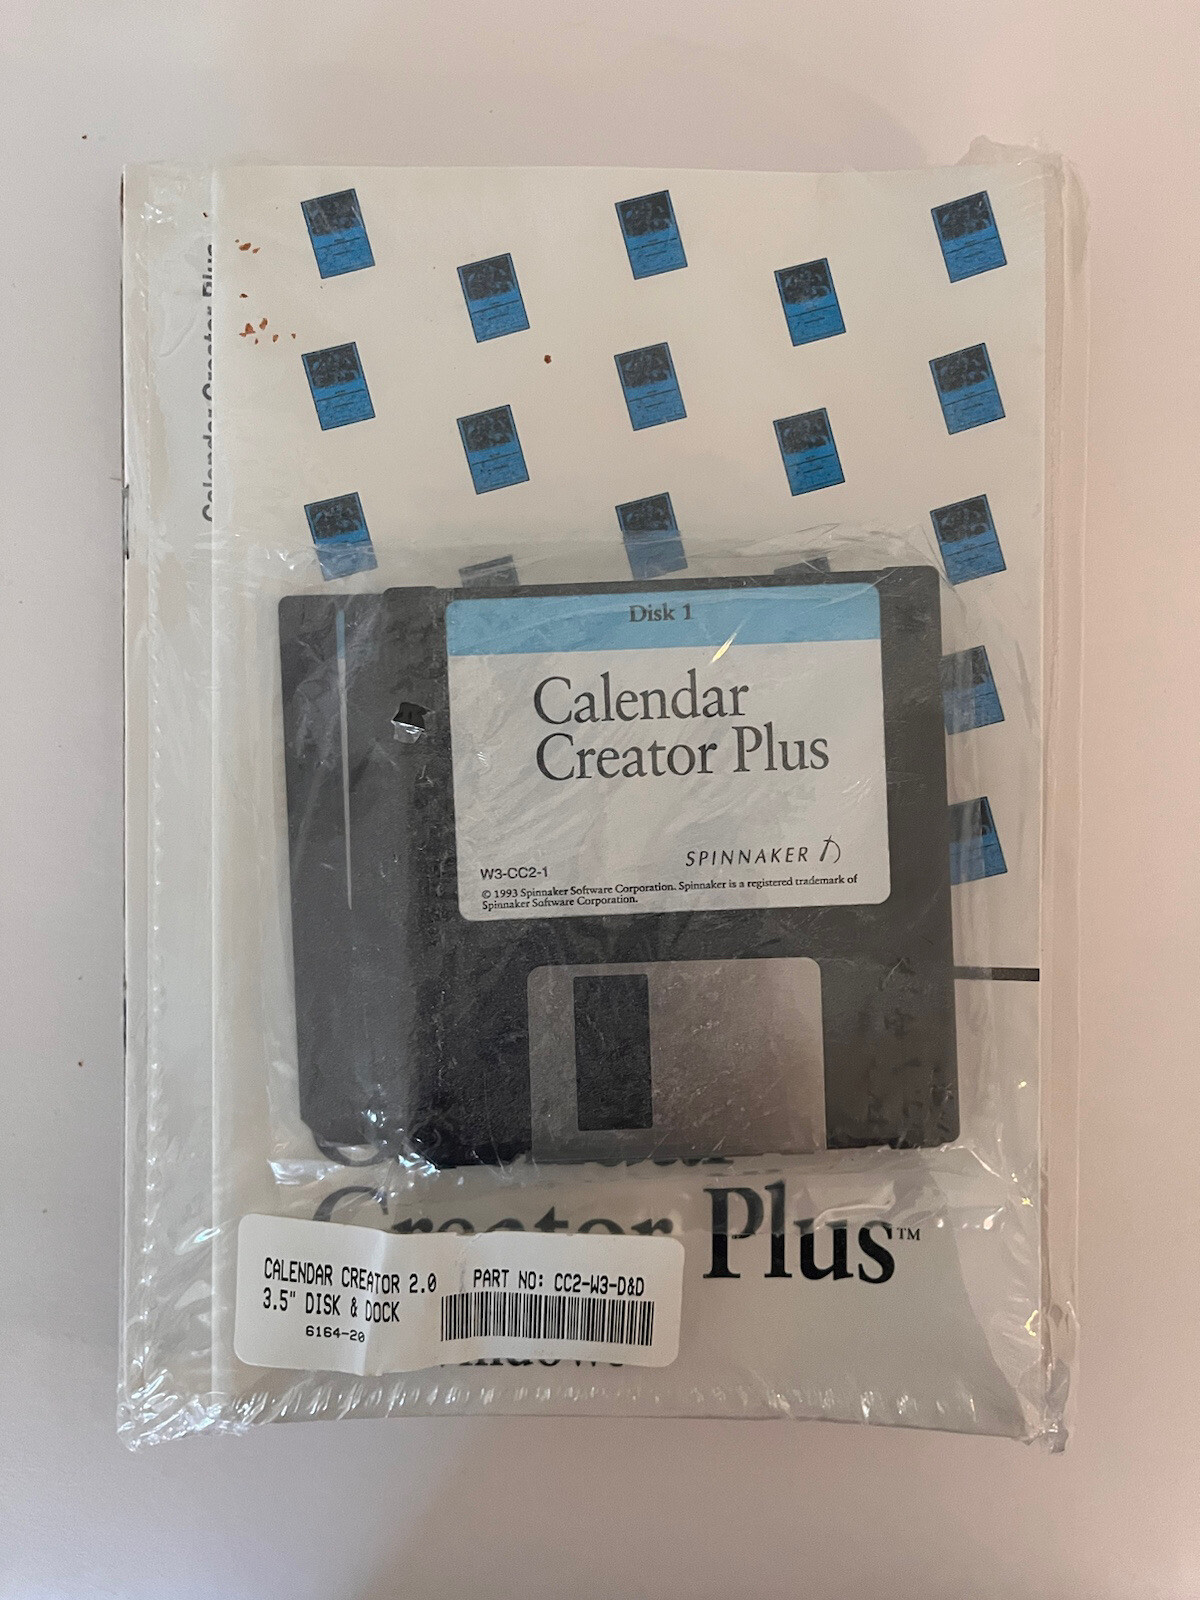 Calendar Creator Plus
Disk 1
Calendar
Creator Plus
SPINNAKER
W3-CC2-1
© 1993 Spinnaker Software Corporation. Spinnaker is a registered trademark of
Spinnaker Software Corporation.
Creator Plus™
CALENDAR CREATOR 2.0 PART NO: CC2-W3-D&D
3.5" DISK & DOCK
6164-20